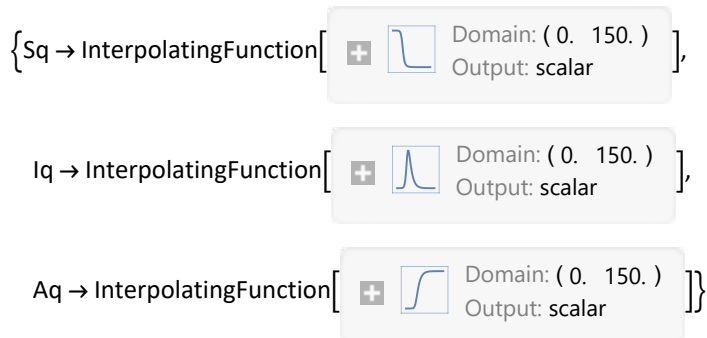 {Sq → InterpolatingFunction[ Domain: ( 0. 150. )
Output: scalar ],
Iq → InterpolatingFunction[ Domain: ( 0. 150. )
Output: scalar ],
Aq → InterpolatingFunction[ Domain: ( 0. 150. )
Output: scalar ]}